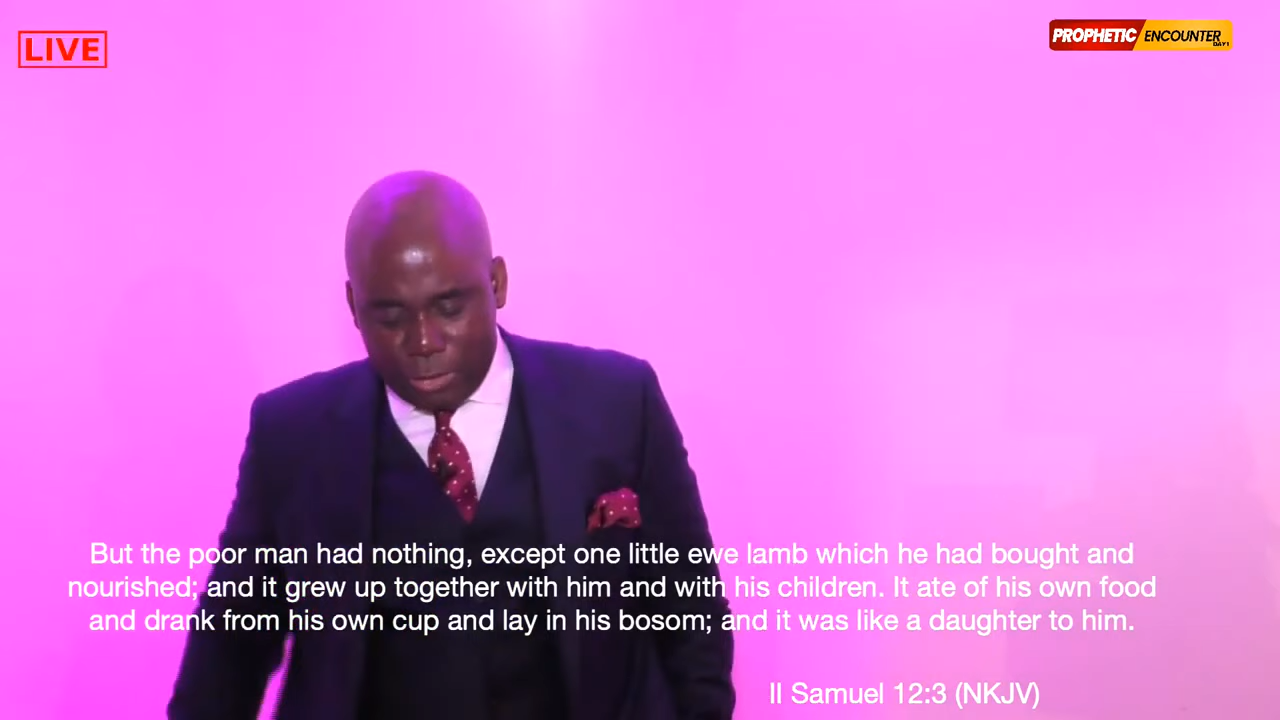 LIVE
PROPHETIC ENCOUNTER
DAY 1
But the poor man had nothing, except one little ewe lamb which he had bought and
nourished; and it grew up together with him and with his children. It ate of his own food
and drank from his own cup and lay in his bosom; and it was like a daughter to him.
II Samuel 12:3 (NKJV)